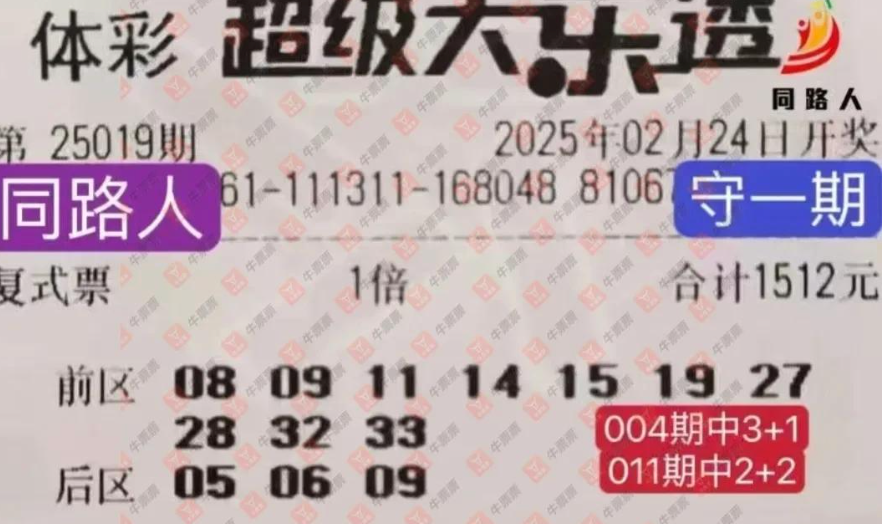 体彩 超级大乐透
同路人
第 25019期 2025年02月24日开奖
同路人 61-111311-168048 8106 守一期
复式票 1倍 合计1512元
前区 08 09 11 14 15 19 27
28 32 33
004期中3+1
011期中2+2
后区 05 06 09
牛票票